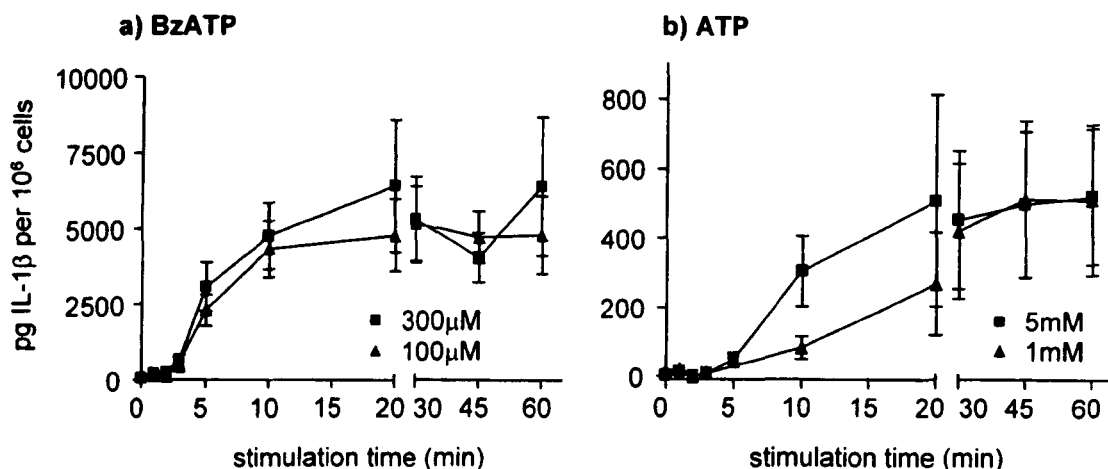 a) BzATP
pg IL-1β per 10⁶ cells
10000
7500
5000
2500
0
300μM
100μM
0 5 10 15 20 30 45 60
stimulation time (min)
b) ATP
800
600
400
200
0
5mM
1mM
0 5 10 15 20 30 45 60
stimulation time (min)